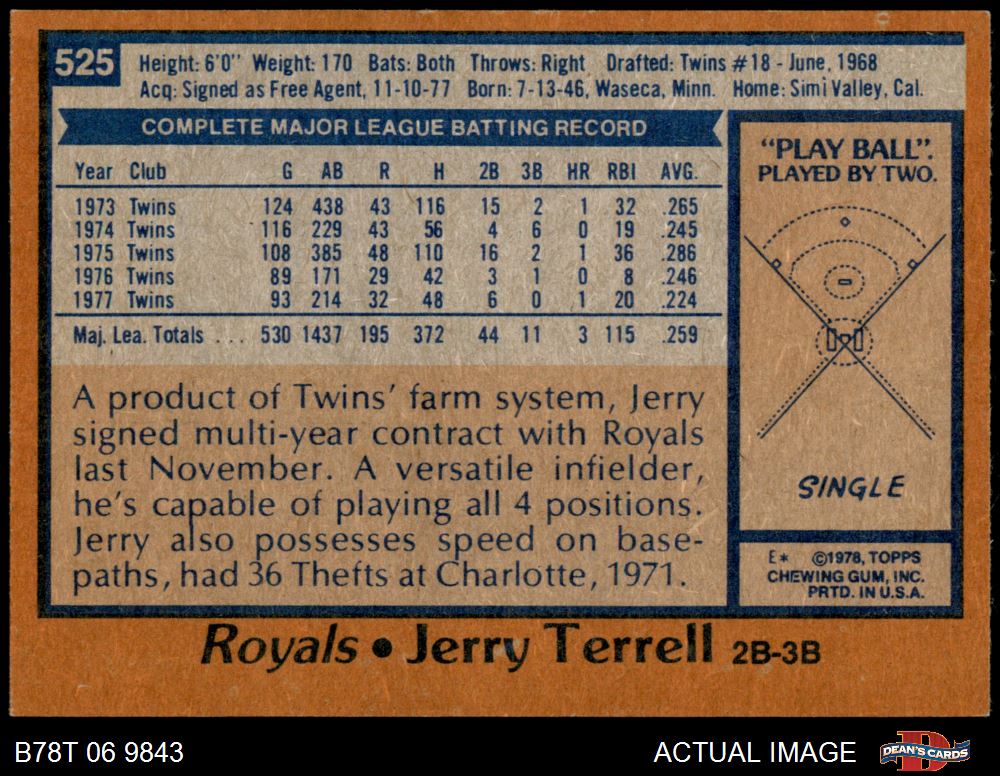 525
Height: 6'0" Weight: 170 Bats: Both Throws: Right Drafted: Twins #18 - June, 1968
Acq: Signed as Free Agent, 11-10-77 Born: 7-13-46, Waseca, Minn. Home: Simi Valley, Cal.
COMPLETE MAJOR LEAGUE BATTING RECORD
Year Club G AB R H 2B 3B HR RBI AVG.
1973 Twins 124 438 43 116 15 2 1 32 .265
1974 Twins 116 229 43 56 4 6 0 19 .245
1975 Twins 108 385 48 110 16 2 1 36 .286
1976 Twins 89 171 29 42 3 1 0 8 .246
1977 Twins 93 214 32 48 6 0 1 20 .224
Maj. Lea. Totals ... 530 1437 195 372 44 11 3 115 .259
A product of Twins' farm system, Jerry
signed multi-year contract with Royals
last November. A versatile infielder,
he's capable of playing all 4 positions.
Jerry also possesses speed on base-
paths, had 36 Thefts at Charlotte, 1971.
"PLAY BALL".
PLAYED BY TWO.
SINGLE
E* ©1978, TOPPS
CHEWING GUM, INC.
PRTD. IN U.S.A.
Royals • Jerry Terrell 2B-3B
B78T 06 9843
ACTUAL IMAGE
DEAN'S CARDS